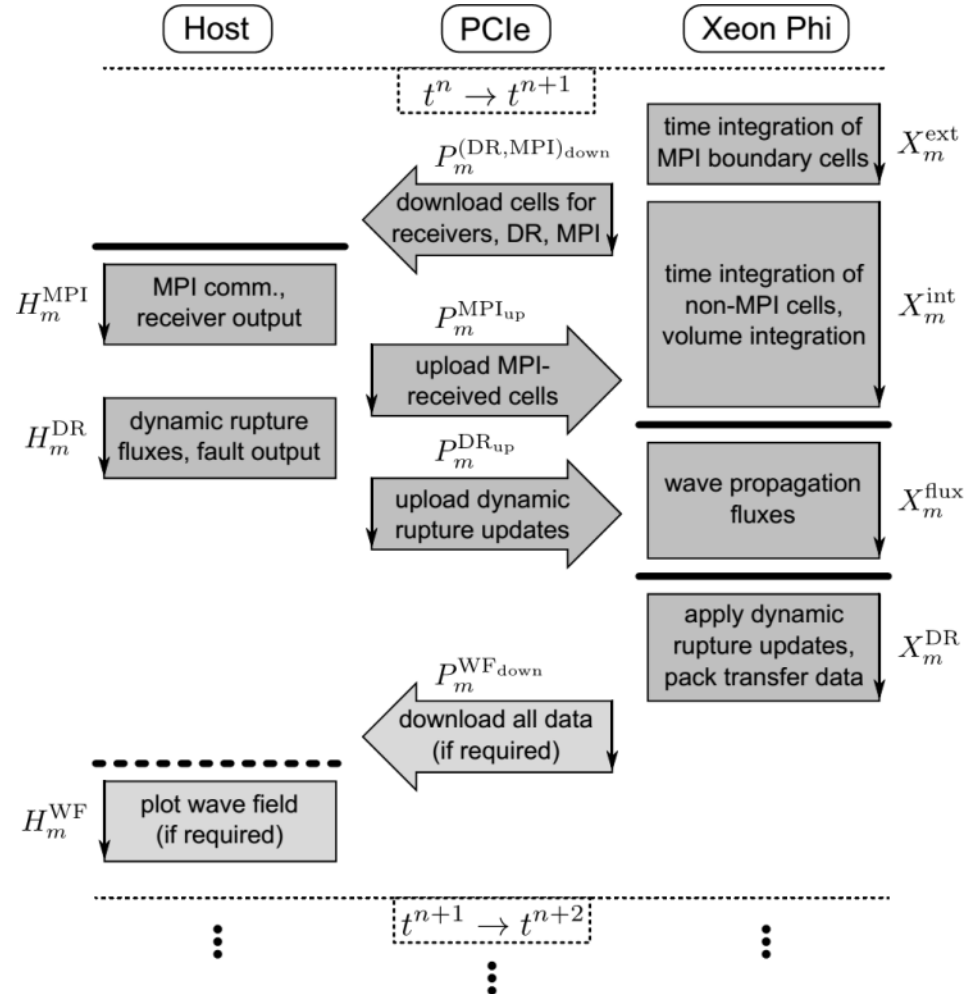 Host
PCIe
Xeon Phi
tⁿ → tⁿ⁺¹
time integration of
MPI boundary cells
X_m^ext
P_m^(DR,MPI)_down
download cells for
receivers, DR, MPI
time integration of
non-MPI cells,
volume integration
X_m^int
H_m^MPI
MPI comm.,
receiver output
P_m^MPI_up
upload MPI-
received cells
H_m^DR
dynamic rupture
fluxes, fault output
P_m^DR_up
upload dynamic
rupture updates
wave propagation
fluxes
X_m^flux
apply dynamic
rupture updates,
pack transfer data
X_m^DR
P_m^WF_down
download all data
(if required)
H_m^WF
plot wave field
(if required)
tⁿ⁺¹ → tⁿ⁺²